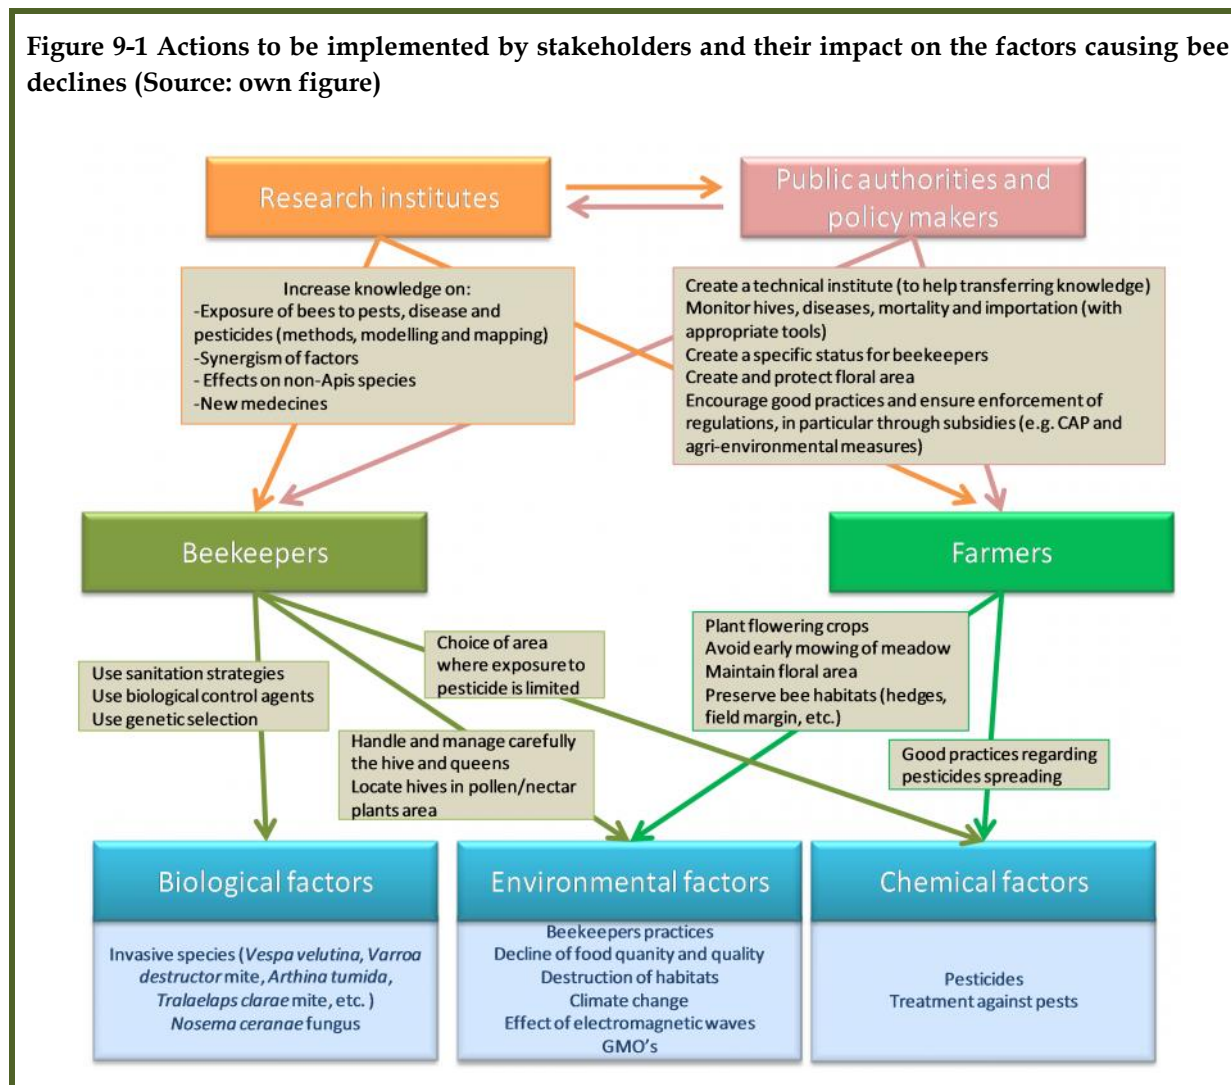 Figure 9-1 Actions to be implemented by stakeholders and their impact on the factors causing bee
declines (Source: own figure)
Research institutes
Public authorities and
policy makers
Increase knowledge on:
-Exposure of bees to pests, disease and
pesticides (methods, modelling and mapping)
-Synergism of factors
- Effects on non-Apis species
-New medecines
Create a technical institute (to help transferring knowledge)
Monitor hives, diseases, mortality and importation (with
appropriate tools)
Create a specific status for beekeepers
Create and protect floral area
Encourage good practices and ensure enforcement of
regulations, in particular through subsidies (e.g. CAP and
agri-environmental measures)
Beekeepers
Farmers
Use sanitation strategies
Use biological control agents
Use genetic selection
Choice of area
where exposure to
pesticide is limited
Handle and manage carefully
the hive and queens
Locate hives in pollen/nectar
plants area
Plant flowering crops
Avoid early mowing of meadow
Maintain floral area
Preserve bee habitats (hedges,
field margin, etc.)
Good practices regarding
pesticides spreading
Biological factors
Invasive species (Vespa velutina, Varroa
destructor mite, Arthina tumida,
Tralaelaps clarae mite, etc. )
Nosema ceranae fungus
Environmental factors
Beekeepers practices
Decline of food quanity and quality
Destruction of habitats
Climate change
Effect of electromagnetic waves
GMO's
Chemical factors
Pesticides
Treatment against pests